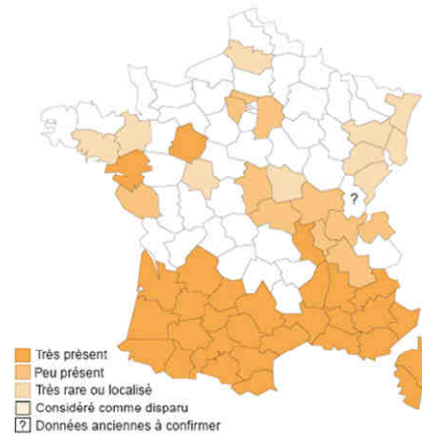 ?
Très présent
Peu présent
Très rare ou localisé
Considéré comme disparu
? Données anciennes à confirmer